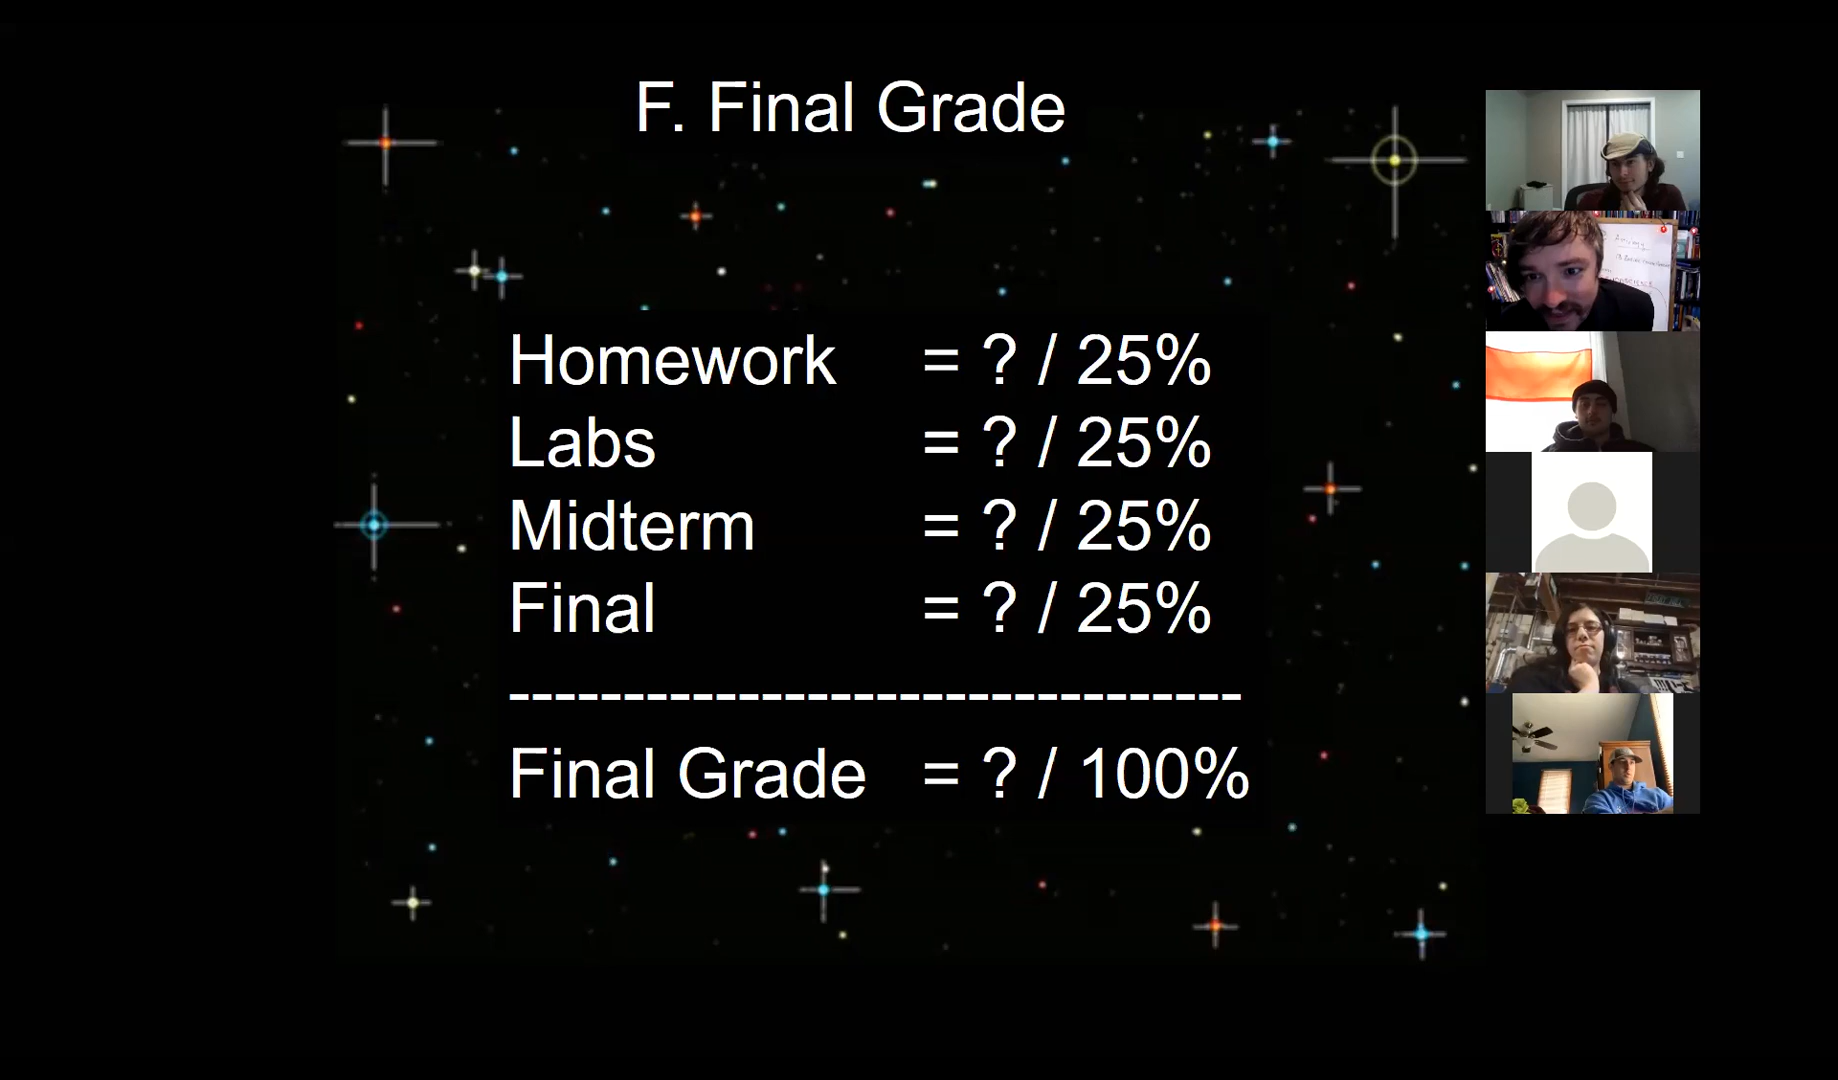 F. Final Grade
Homework = ? / 25%
Labs = ? / 25%
Midterm = ? / 25%
Final = ? / 25%
--------------------------------
Final Grade = ? / 100%